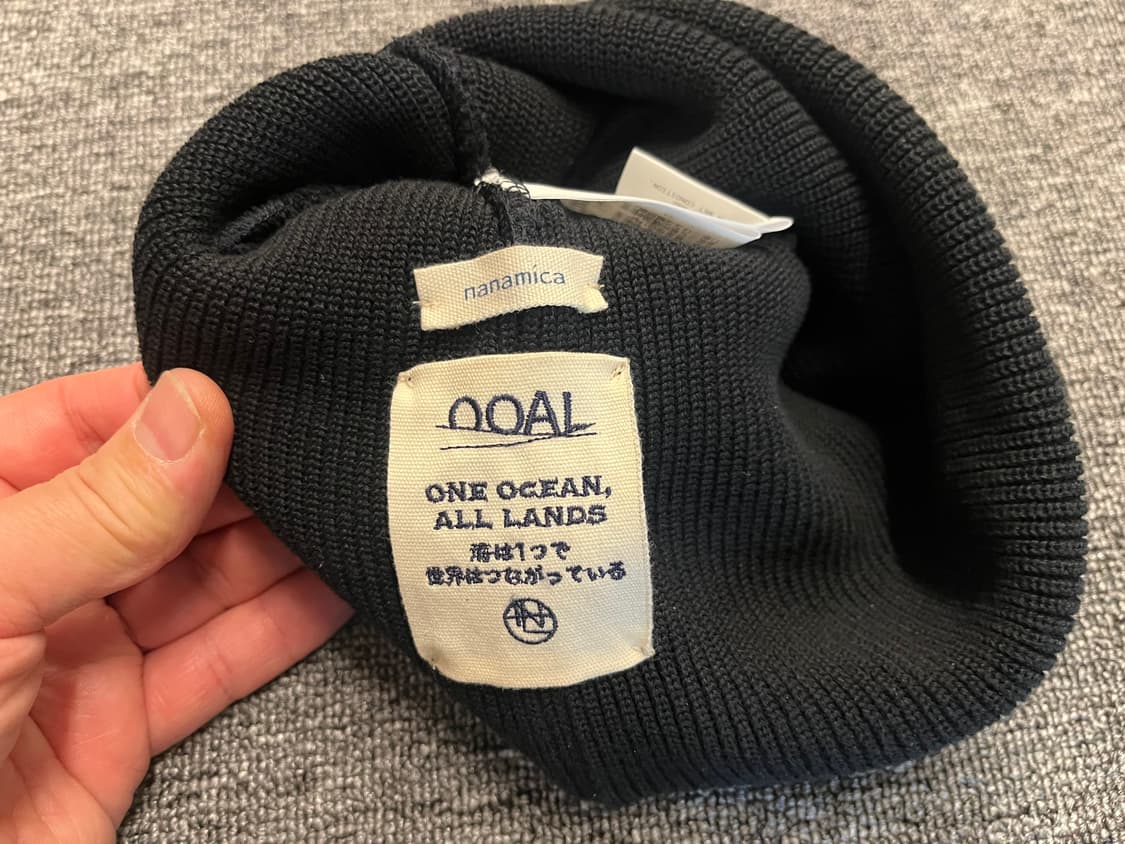 nanamica
OOAL
ONE OCEAN,
ALL LANDS
海は1つで
世界はつながっている